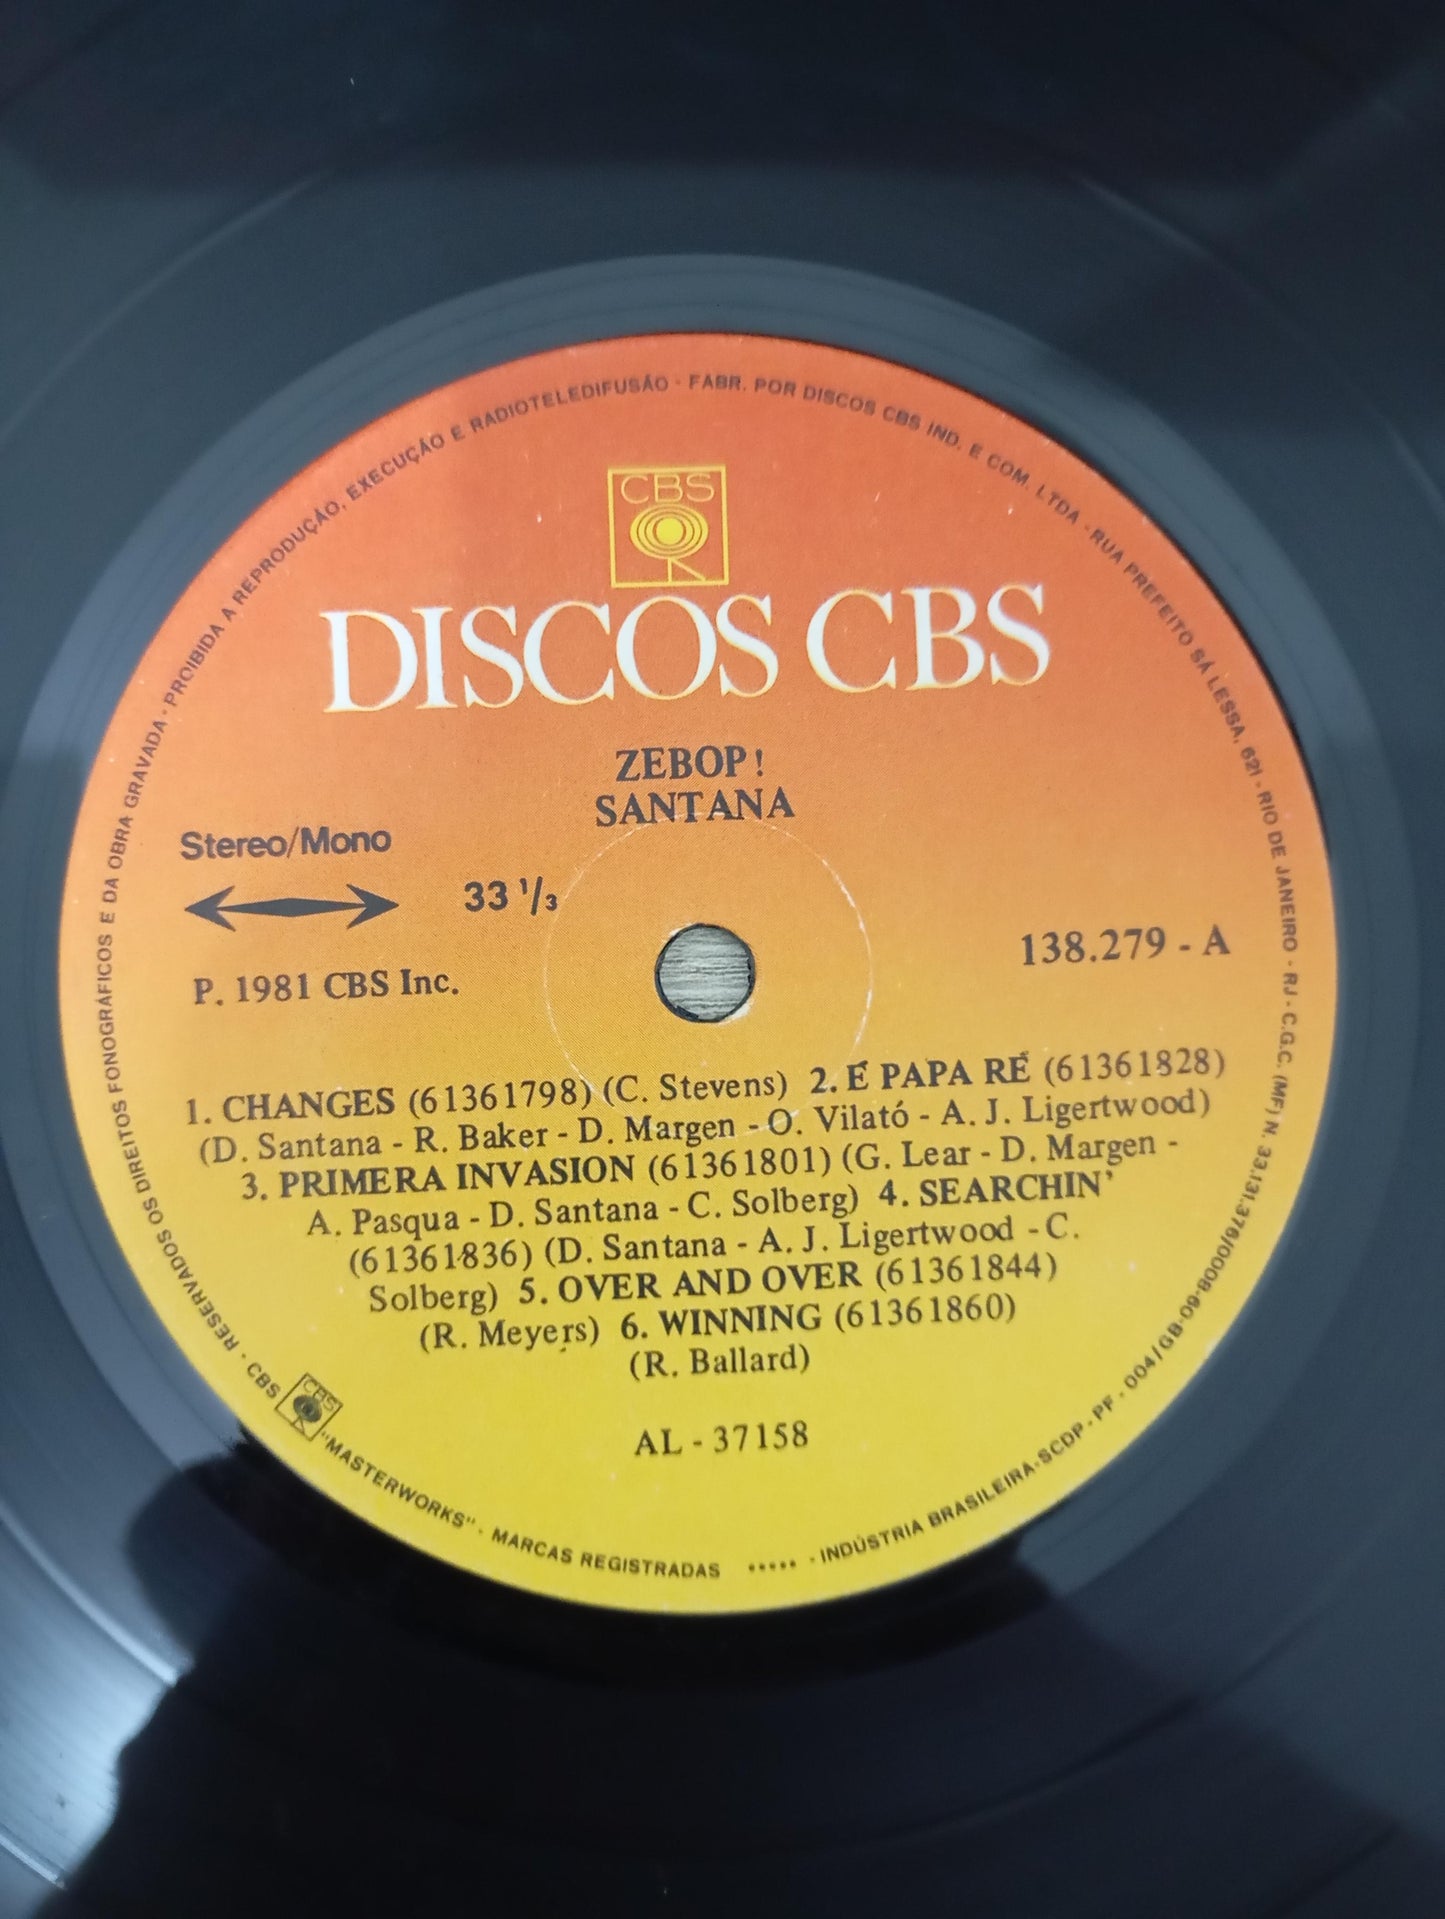 RESERVADOS OS DIREITOS FONOGRÁFICOS E DA OBRA GRAVADA · PROIBIDA A REPRODUÇÃO, EXECUÇÃO E RADIOTELEDIFUSÃO · FABR. POR DISCOS CBS IND. E COM. LTDA - RUA PREFEITO SÁ LESSA, 621 - RIO DE JANEIRO - RJ - C.G.C. (MF) N. 33.131.376/0008-60 - PF - 004/GB-09
CBS
DISCOS CBS
ZEBOP!
SANTANA
Stereo/Mono
33 1/3
138.279 - A
P. 1981 CBS Inc.
1. CHANGES (61361798) (C. Stevens) 2. É PAPA RÉ (61361828)
(D. Santana - R. Baker - D. Margen - O. Vilató - A. J. Ligertwood)
3. PRIMERA INVASION (61361801) (G. Lear - D. Margen -
A. Pasqua - D. Santana - C. Solberg) 4. SEARCHIN'
(61361836) (D. Santana - A. J. Ligertwood - C.
Solberg) 5. OVER AND OVER (61361844)
(R. Meyers) 6. WINNING (61361860)
(R. Ballard)
AL - 37158
CBS CBS "MASTERWORKS" · MARCAS REGISTRADAS ····· - INDÚSTRIA BRASILEIRA-SCDP-PF